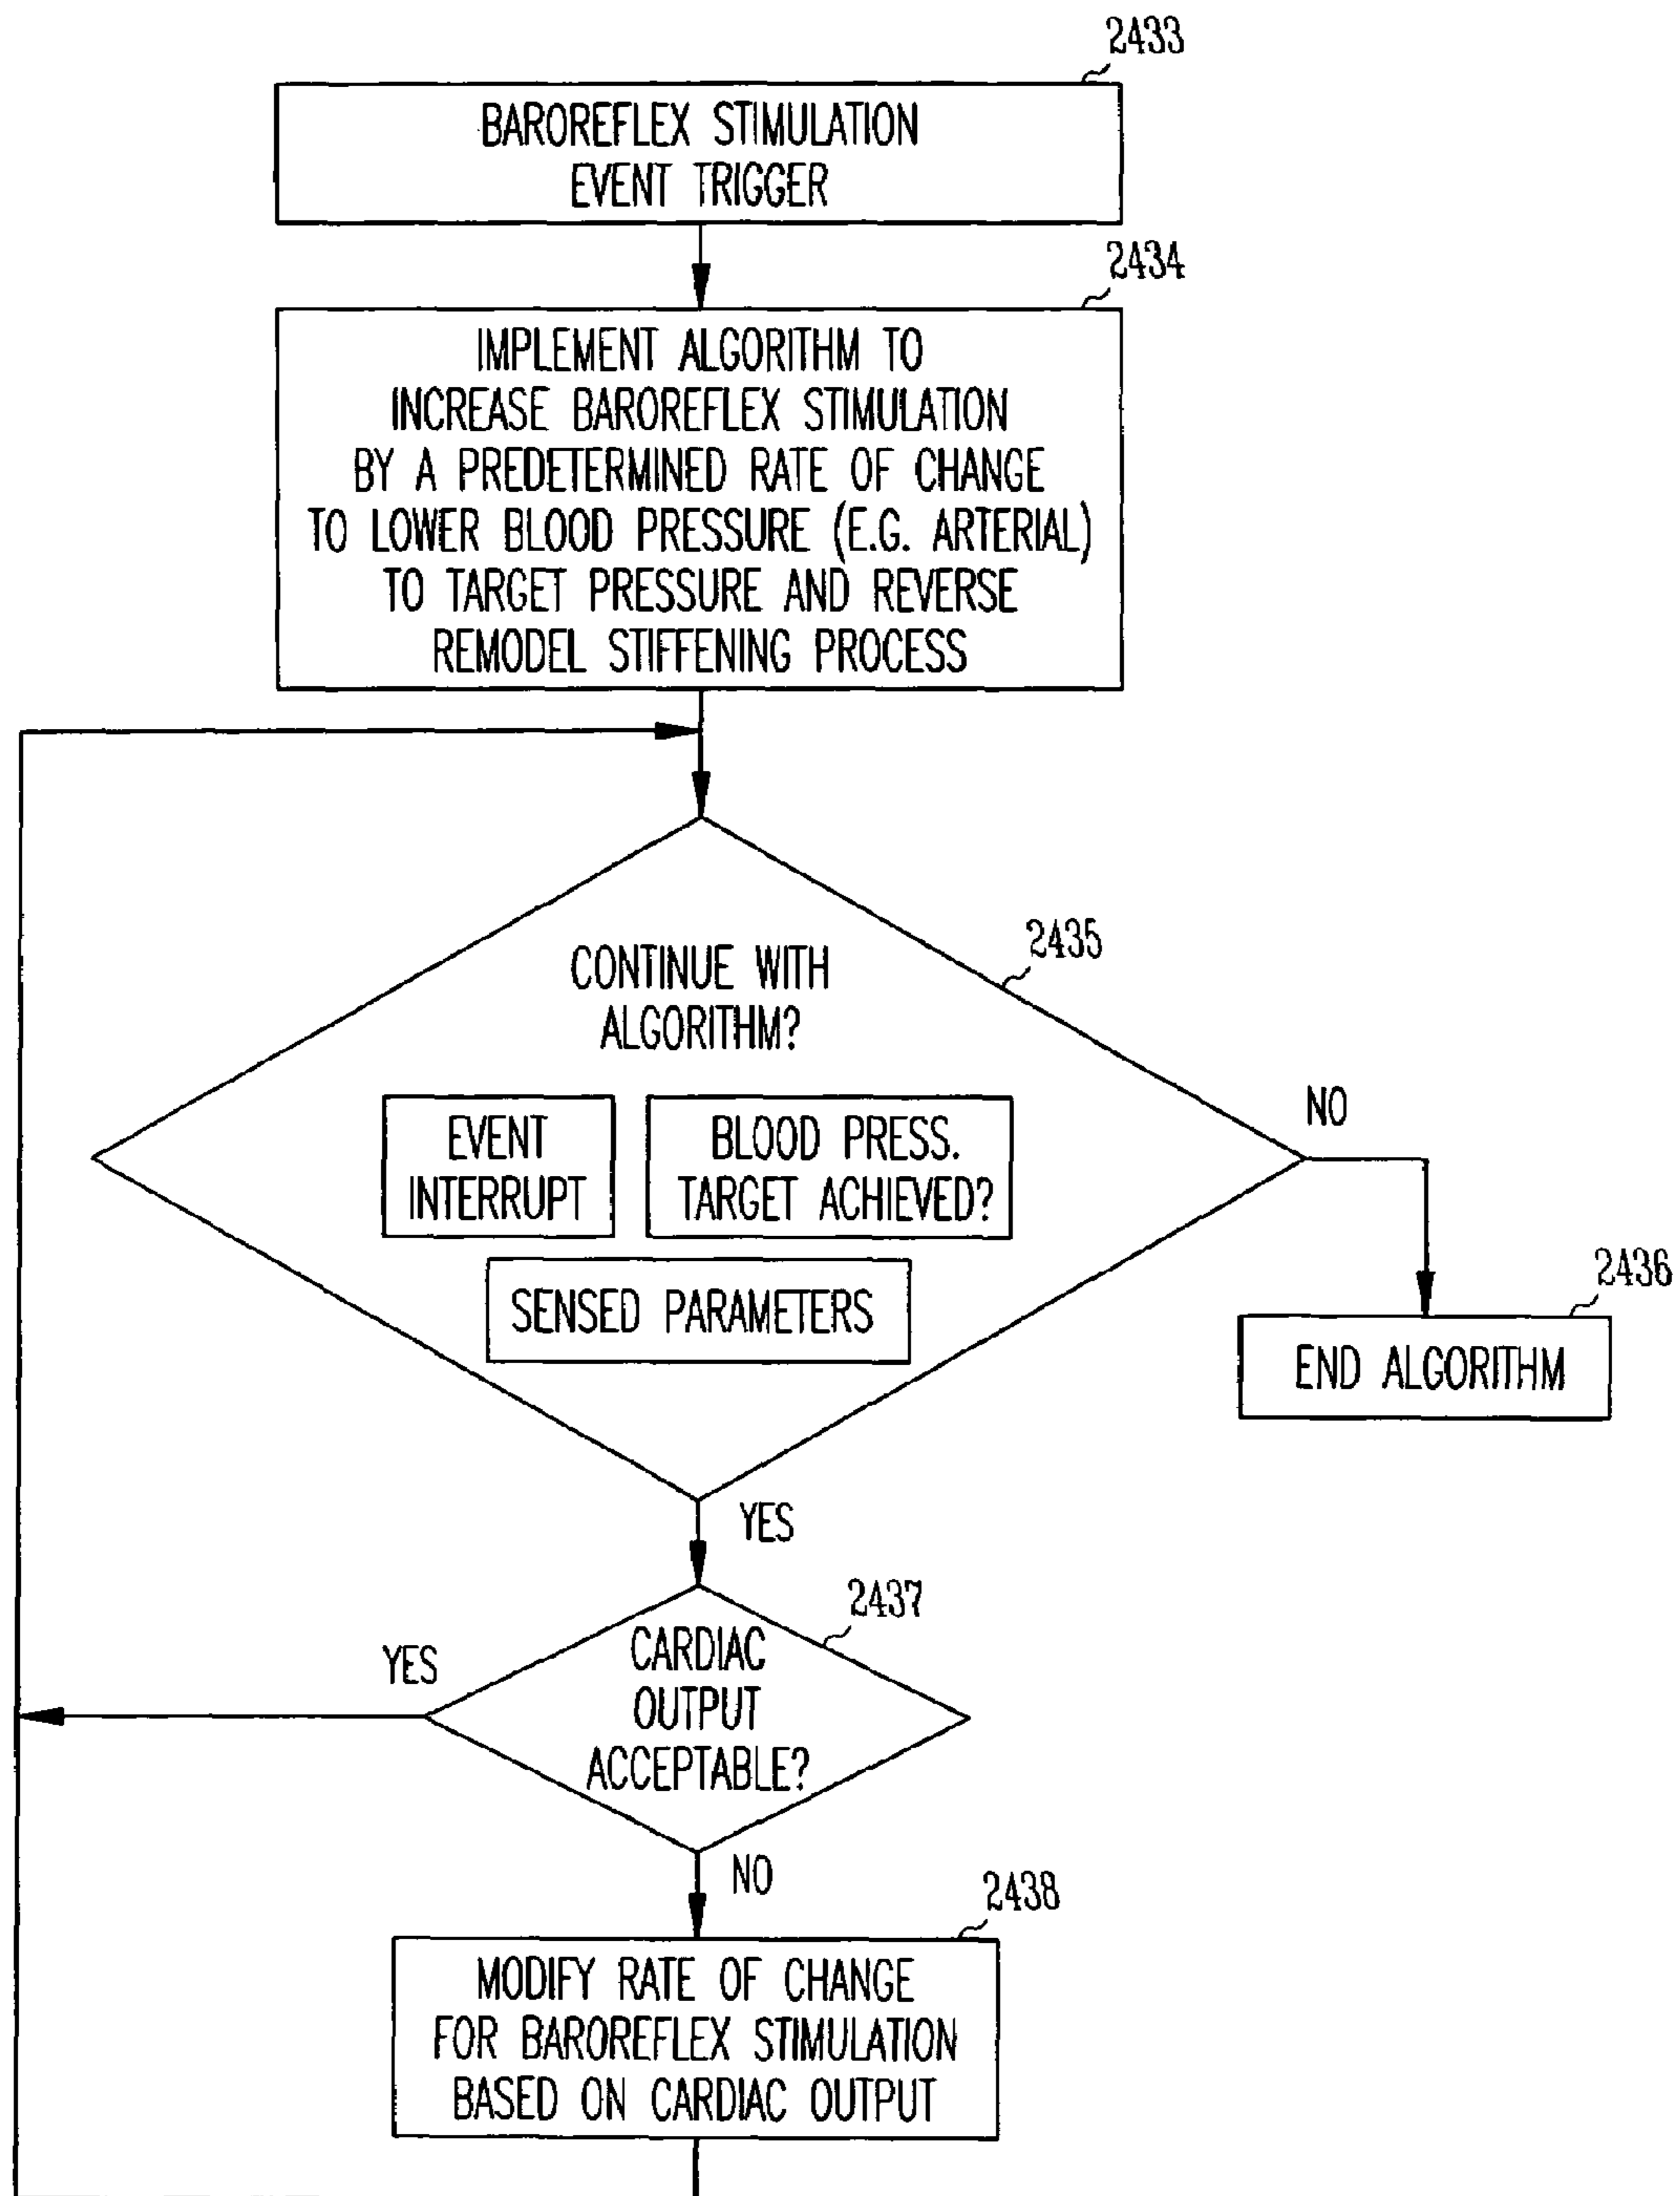 2433
BAROREFLEX STIMULATION
EVENT TRIGGER
2434
IMPLEMENT ALGORITHM TO
INCREASE BAROREFLEX STIMULATION
BY A PREDETERMINED RATE OF CHANGE
TO LOWER BLOOD PRESSURE (E.G. ARTERIAL)
TO TARGET PRESSURE AND REVERSE
REMODEL STIFFENING PROCESS
2435
CONTINUE WITH
ALGORITHM?
NO
EVENT
INTERRUPT
BLOOD PRESS.
TARGET ACHIEVED?
SENSED PARAMETERS
2436
END ALGORITHM
YES
2437
YES
CARDIAC
OUTPUT
ACCEPTABLE?
NO
2438
MODIFY RATE OF CHANGE
FOR BAROREFLEX STIMULATION
BASED ON CARDIAC OUTPUT